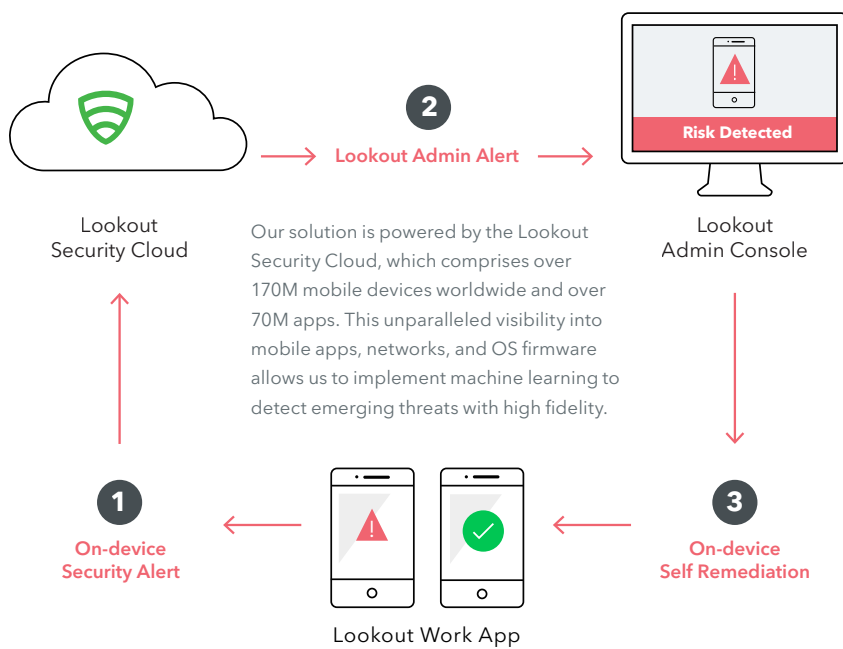 2
Lookout Admin Alert
Risk Detected
Lookout
Security Cloud
Lookout
Admin Console
Our solution is powered by the Lookout
Security Cloud, which comprises over
170M mobile devices worldwide and over
70M apps. This unparalleled visibility into
mobile apps, networks, and OS firmware
allows us to implement machine learning to
detect emerging threats with high fidelity.
1
On-device
Security Alert
3
On-device
Self Remediation
Lookout Work App